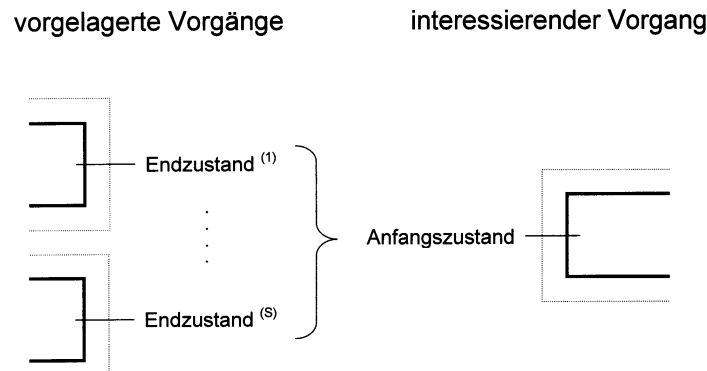 vorgelagerte Vorgänge
interessierender Vorgang
Endzustand (1)
Anfangszustand
Endzustand (S)